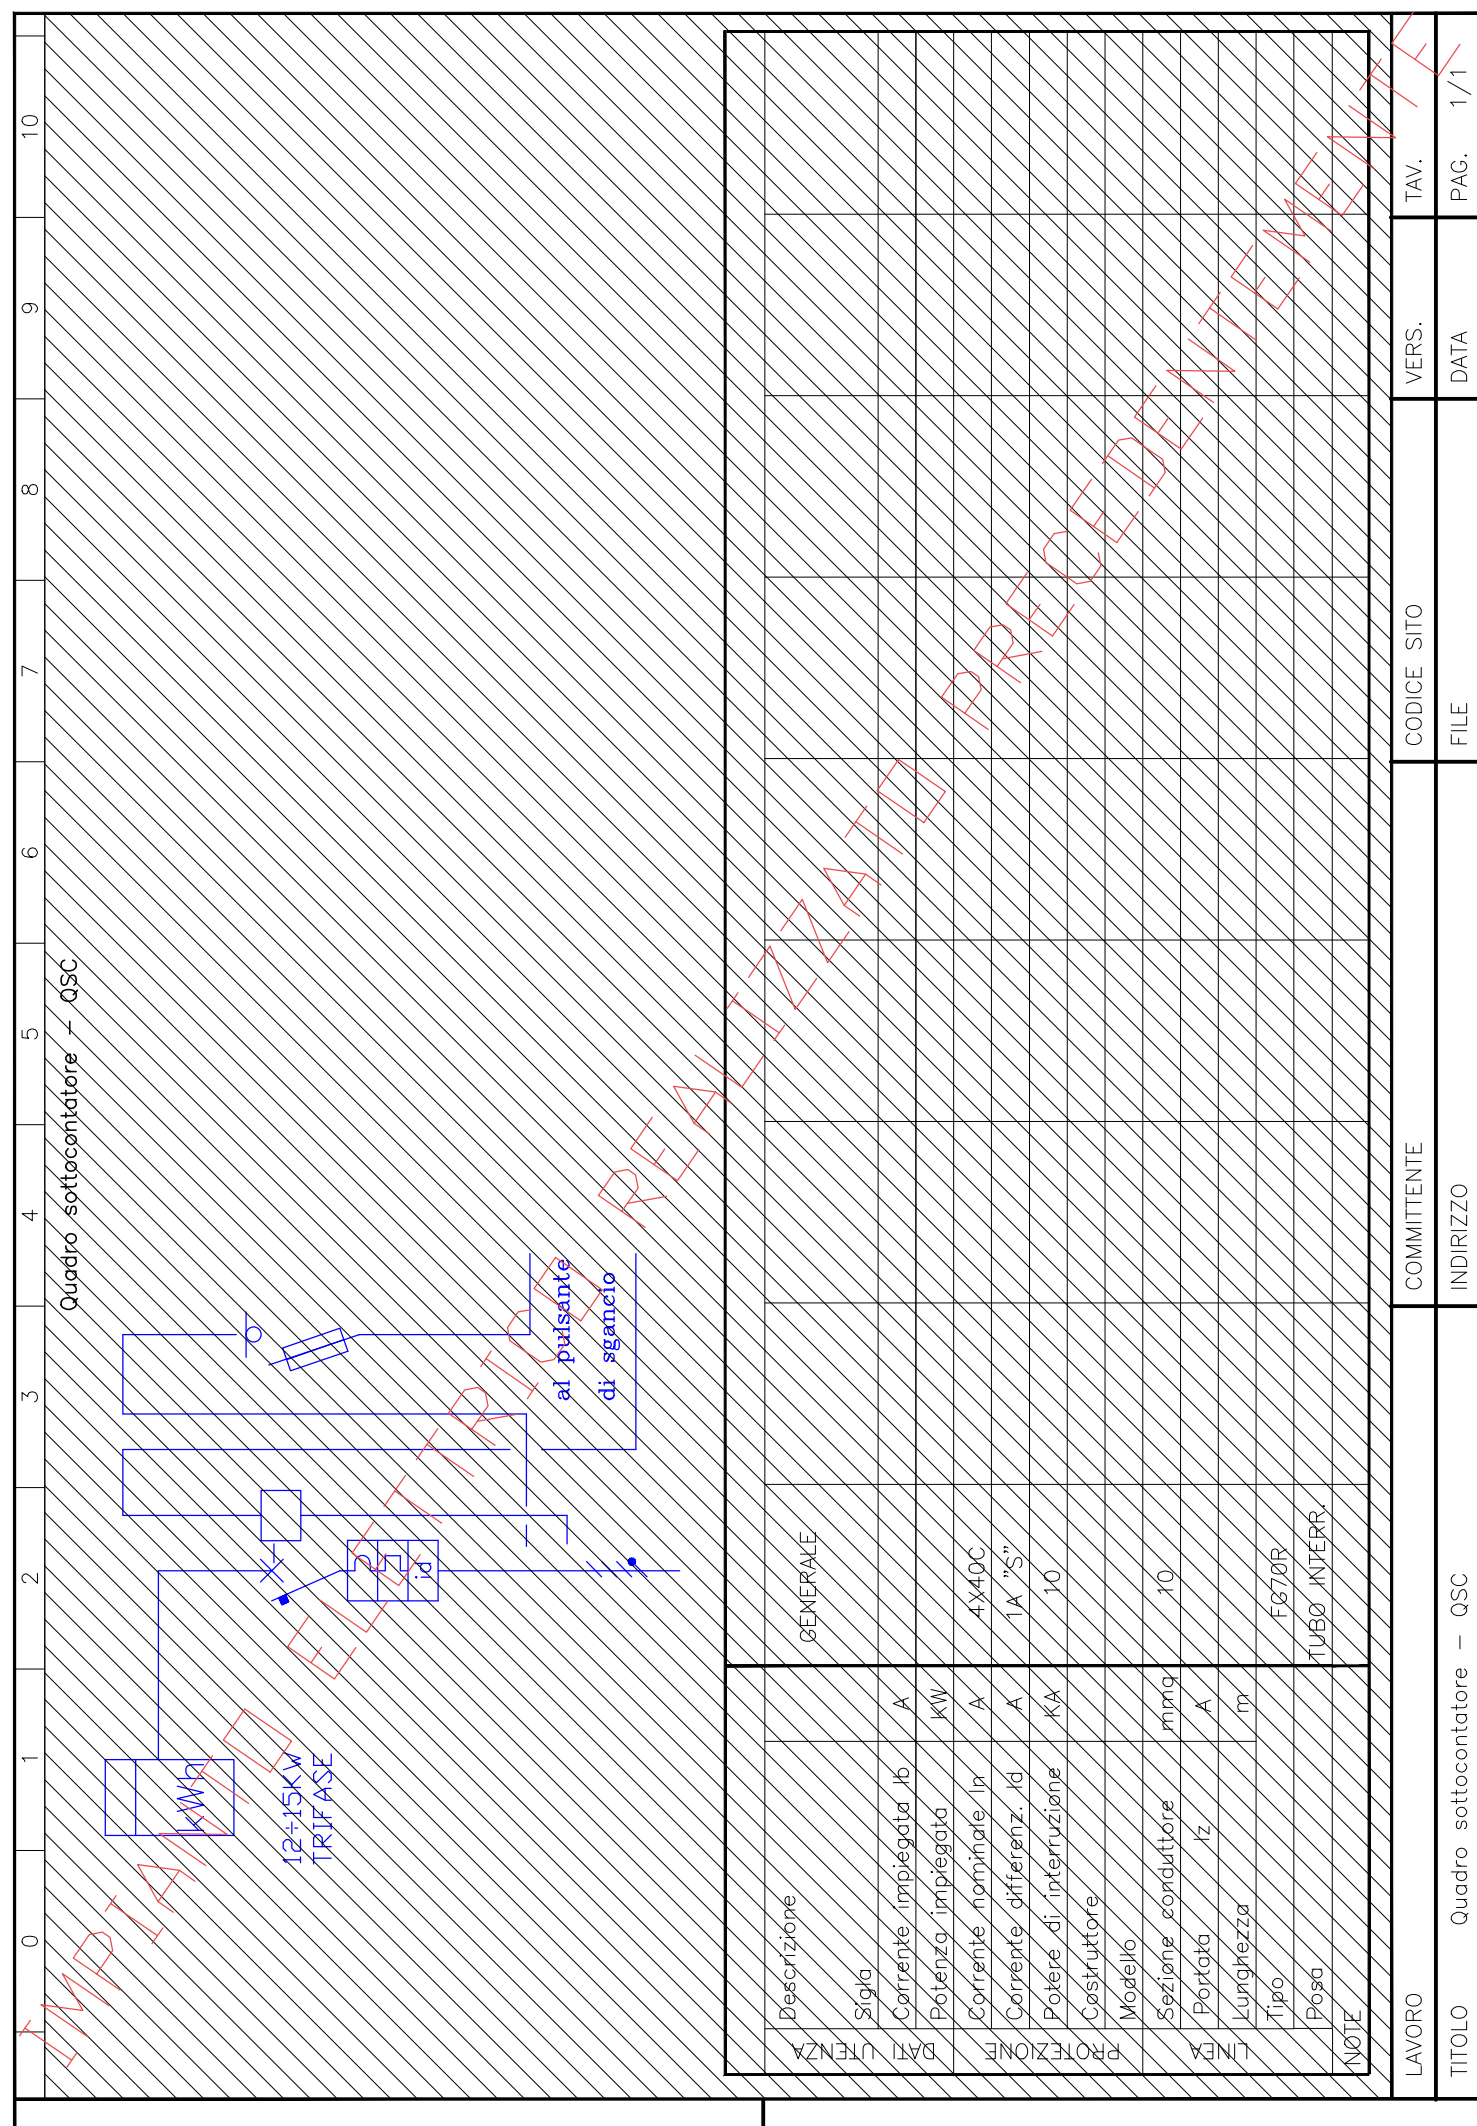 0 1 2 3 4 5 6 7 8 9 10
Quadro sottocontatore - QSC
kWh
12÷15KW
TRIFASE
id
al pulsante
di sgancio
IMPIANTO ELETTRICO REALIZZATO PRECEDENTEMENTE
DATI UTENZA
Descrizione GENERALE
Sigla
Corrente impiegata Ib A
Potenza impiegata KW
PROTEZIONE
Corrente nominale In A 4X40C
Corrente differenz. Id A 1A "S"
Potere di interruzione KA 10
Costruttore
Modello
LINEA
Sezione conduttore mmq 10
Portata Iz A
Lunghezza m
Tipo FG7OR
Posa TUBO INTERR.
NOTE
LAVORO COMMITTENTE CODICE SITO VERS. TAV.
TITOLO Quadro sottocontatore - QSC INDIRIZZO FILE DATA PAG. 1/1